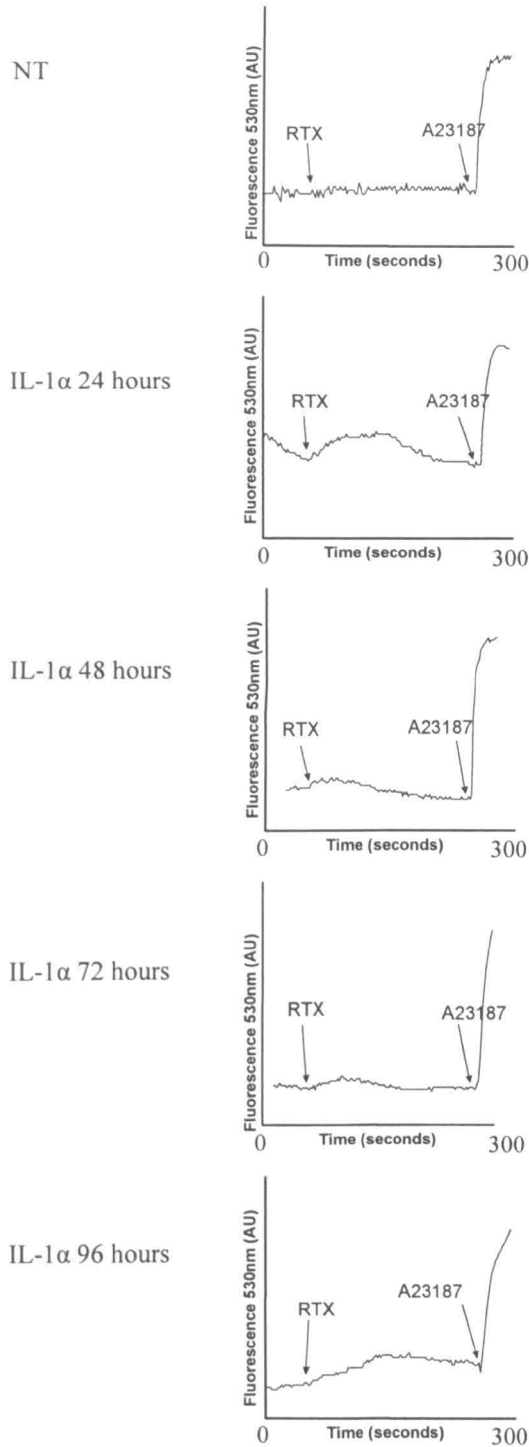 NT
Fluorescence 530nm (AU)
RTX
A23187
0
Time (seconds)
300
IL-1α 24 hours
Fluorescence 530nm (AU)
RTX
A23187
0
Time (seconds)
300
IL-1α 48 hours
Fluorescence 530nm (AU)
RTX
A23187
0
Time (seconds)
300
IL-1α 72 hours
Fluorescence 530nm (AU)
RTX
A23187
0
Time (seconds)
300
IL-1α 96 hours
Fluorescence 530nm (AU)
RTX
A23187
0
Time (seconds)
300